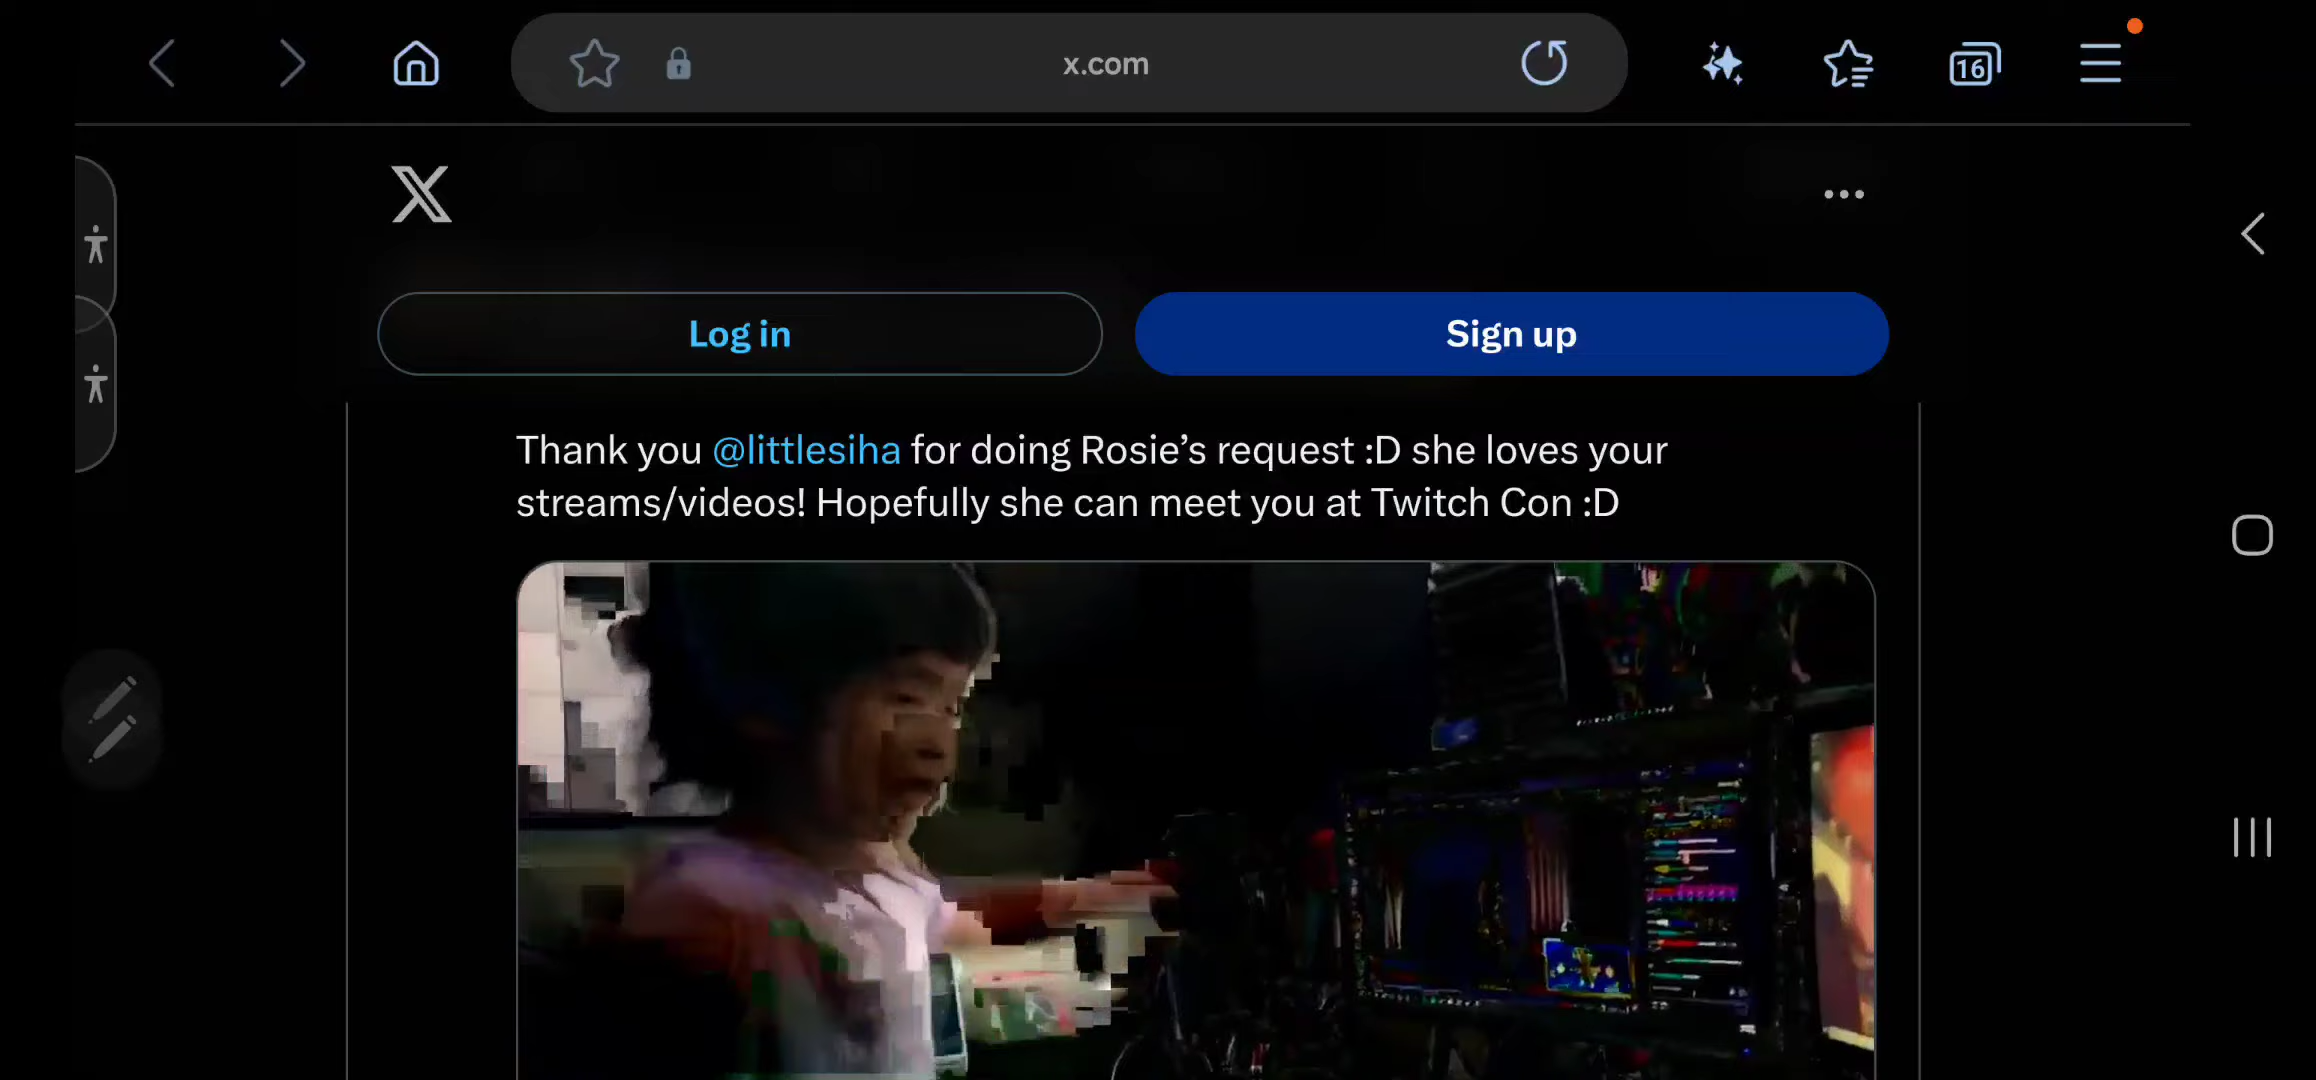 x.com
16
Log in
Sign up
Thank you @littlesiha for doing Rosie’s request :D she loves your
streams/videos! Hopefully she can meet you at Twitch Con :D